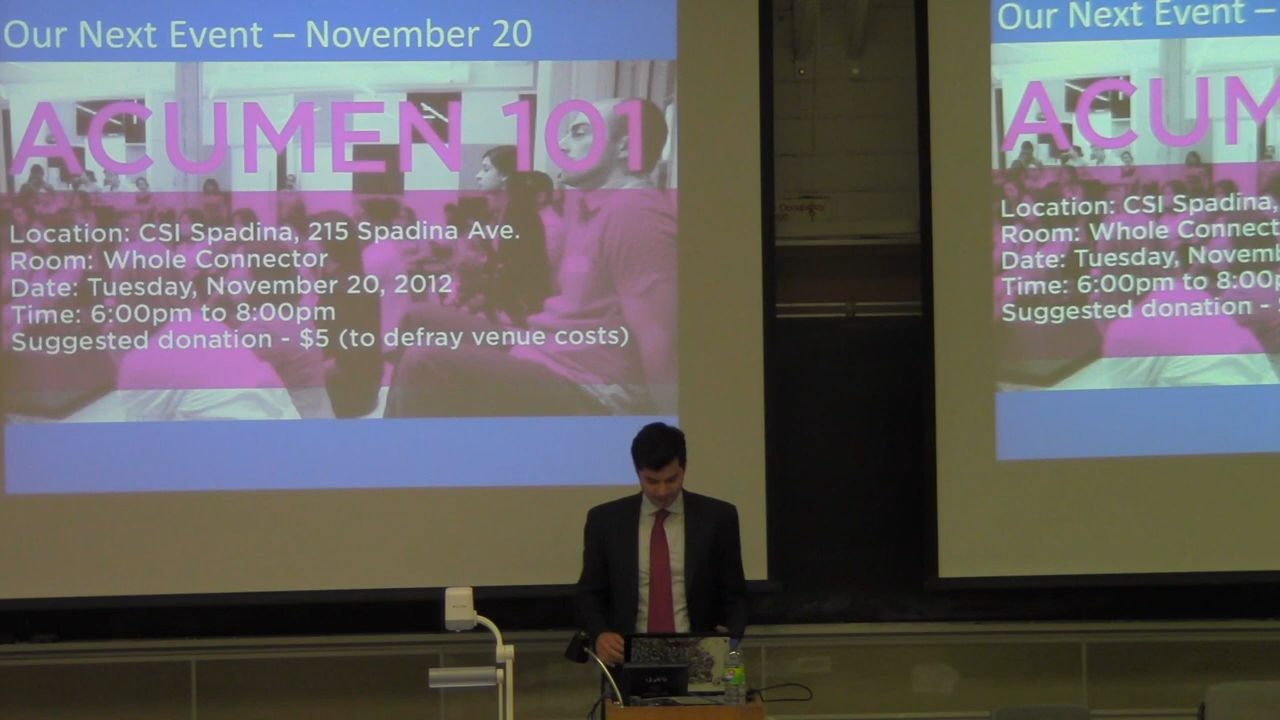 Our Next Event – November 20
ACUMEN 101
Location: CSI Spadina, 215 Spadina Ave.
Room: Whole Connector
Date: Tuesday, November 20, 2012
Time: 6:00pm to 8:00pm
Suggested donation - $5 (to defray venue costs)
Our Next Event –
ACUM
Location: CSI Spadina,
Room: Whole Connect
Date: Tuesday, Novem
Time: 6:00pm to 8:00p
Suggested donation -
Occupancy